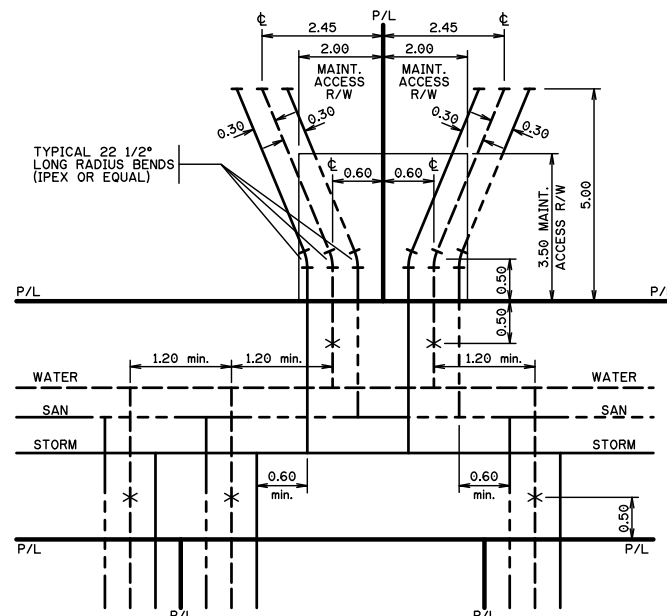 P/L
℄ 2.45 2.45 ℄
2.00 2.00
MAINT. MAINT.
ACCESS ACCESS
R/W R/W
0.30 0.30 0.30 0.30
TYPICAL 22 1/2°
LONG RADIUS BENDS
(IPEX OR EQUAL)
℄ 0.60 0.60 ℄
3.50 MAINT.
ACCESS R/W
5.00
0.50
P/L P/L
0.50
1.20 min. 1.20 min. 1.20 min.
WATER WATER
SAN SAN
STORM STORM
0.60 0.60
min. min.
0.50
P/L P/L
P/L P/L